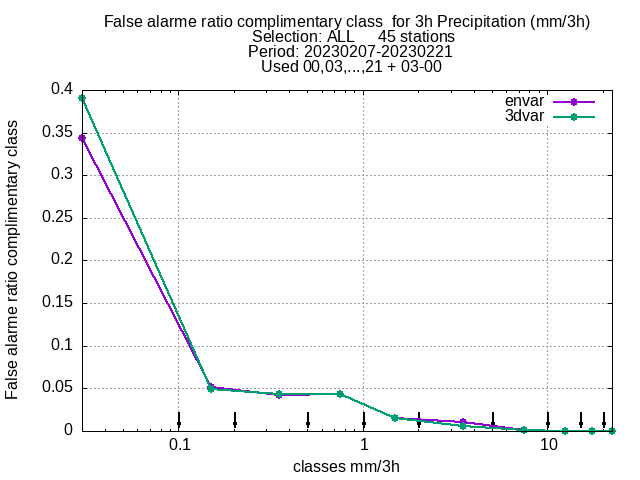 False alarme ratio complimentary class  for 3h Precipitation (mm/3h)
Selection: ALL     45 stations
Period: 20230207-20230221
Used 00,03,...,21 + 03-00
envar
3dvar
0.4
0.35
0.3
0.25
0.2
0.15
0.1
0.05
0
False alarme ratio complimentary class
0.1
1
10
classes mm/3h